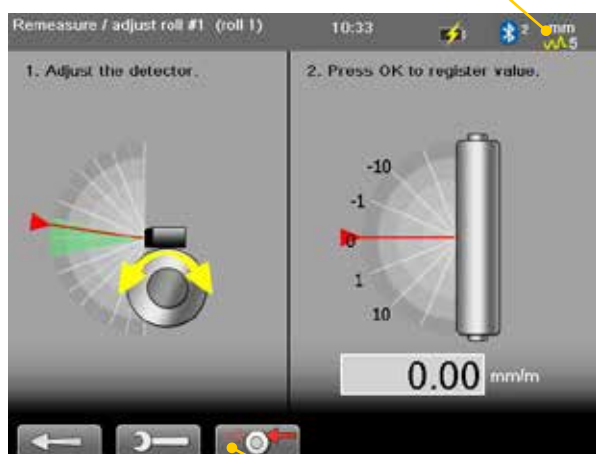 Remeasure / adjust roll #1 (roll 1) 10:33 2 mm
5
1. Adjust the detector.
2. Press OK to register value.
-10
-1
0
1
10
0.00 mm/m